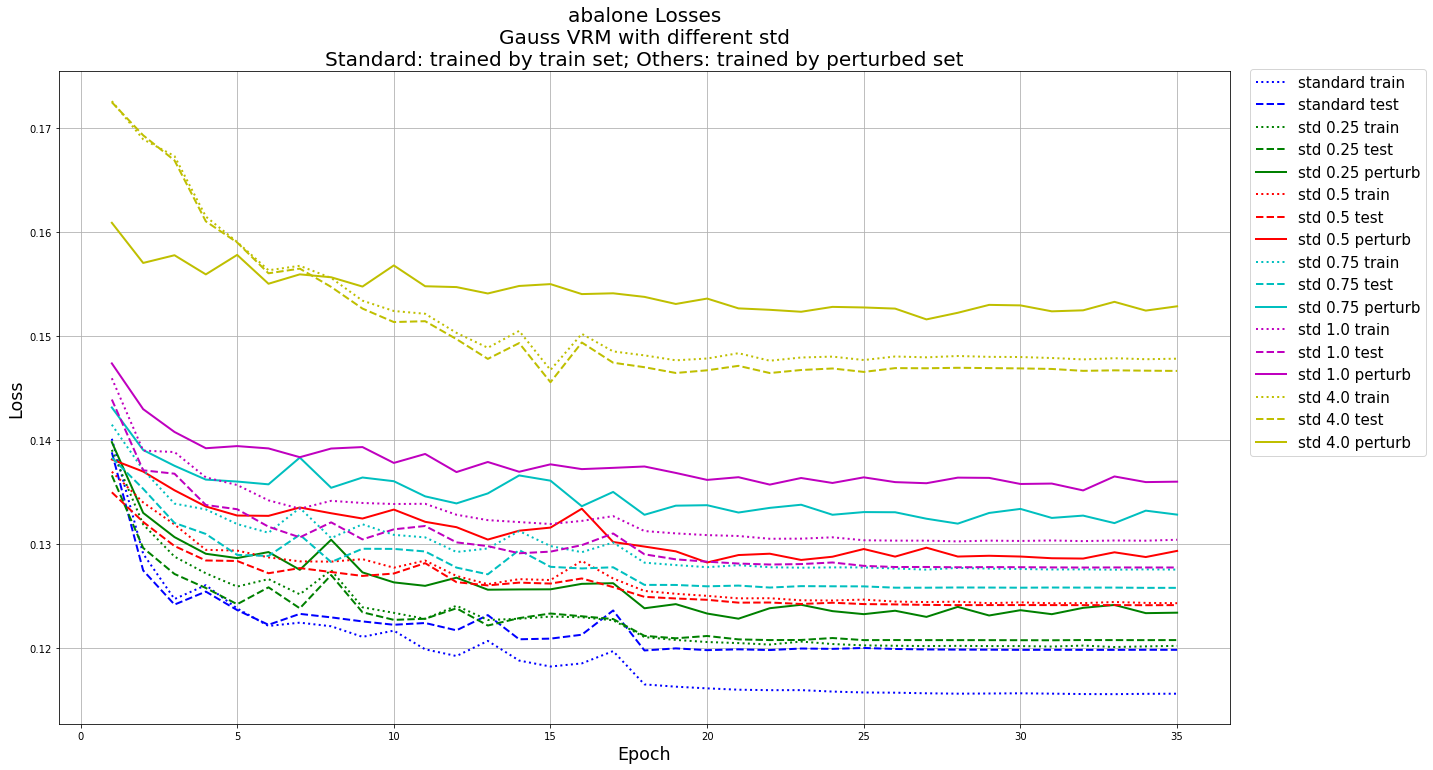 abalone Losses
Gauss VRM with different std
Standard: trained by train set; Others: trained by perturbed set
Loss
0.17
0.16
0.15
0.14
0.13
0.12
0
5
10
15
20
25
30
35
Epoch
standard train
standard test
std 0.25 train
std 0.25 test
std 0.25 perturb
std 0.5 train
std 0.5 test
std 0.5 perturb
std 0.75 train
std 0.75 test
std 0.75 perturb
std 1.0 train
std 1.0 test
std 1.0 perturb
std 4.0 train
std 4.0 test
std 4.0 perturb